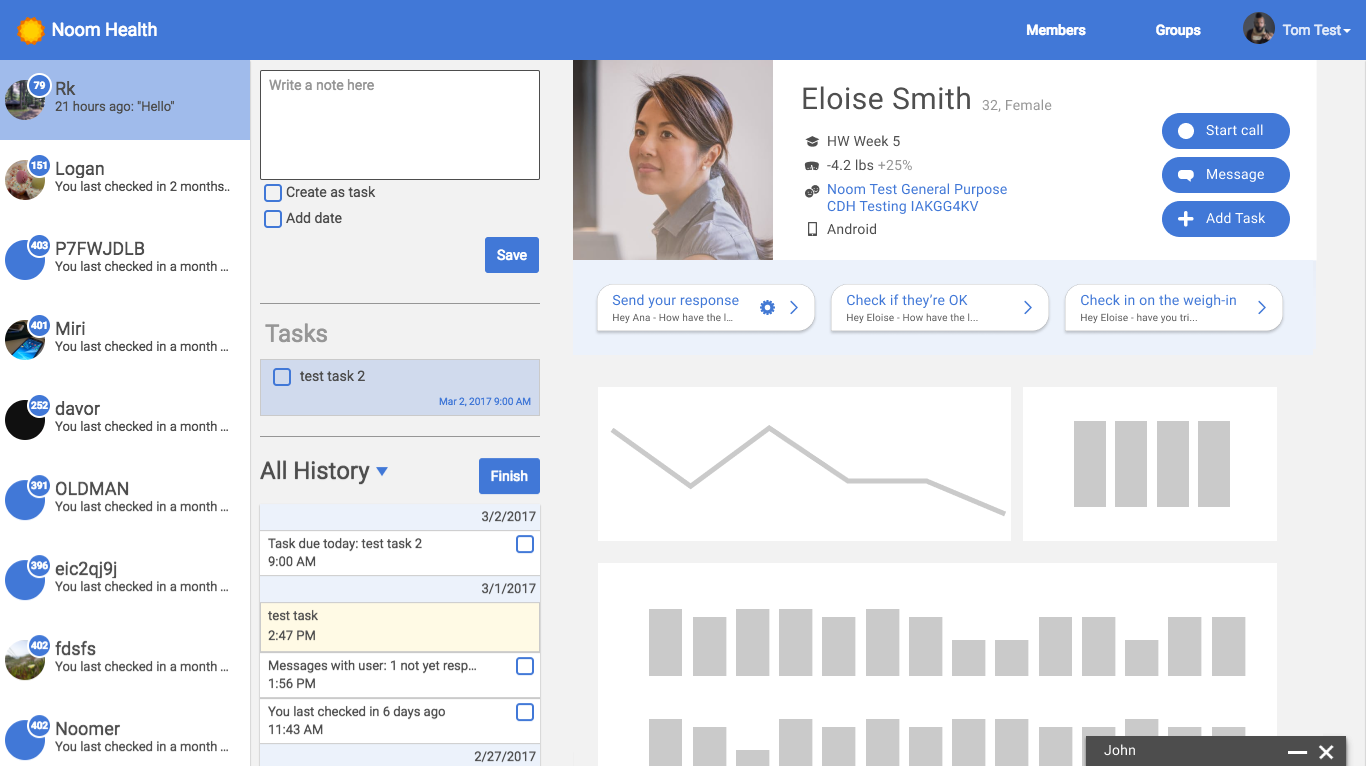 Noom Health
Members
Groups
Tom Test
79
Rk
21 hours ago: "Hello"
151
Logan
You last checked in 2 months..
403
P7FWJDLB
You last checked in a month ...
401
Miri
You last checked in a month ...
252
davor
You last checked in a month ...
391
OLDMAN
You last checked in a month ...
396
eic2qj9j
You last checked in a month ...
402
fdsfs
You last checked in a month ...
402
Noomer
You last checked in a month ...
Write a note here
Create as task
Add date
Save
Tasks
test task 2
Mar 2, 2017 9:00 AM
All History
Finish
3/2/2017
Task due today: test task 2
9:00 AM
3/1/2017
test task
2:47 PM
Messages with user: 1 not yet resp...
1:56 PM
You last checked in 6 days ago
11:43 AM
2/27/2017
Eloise Smith 32, Female
HW Week 5
-4.2 lbs +25%
Noom Test General Purpose
CDH Testing IAKGG4KV
Android
Start call
Message
Add Task
Send your response
Hey Ana - How have the l...
Check if they're OK
Hey Eloise - How have the l...
Check in on the weigh-in
Hey Eloise - have you tri...
John